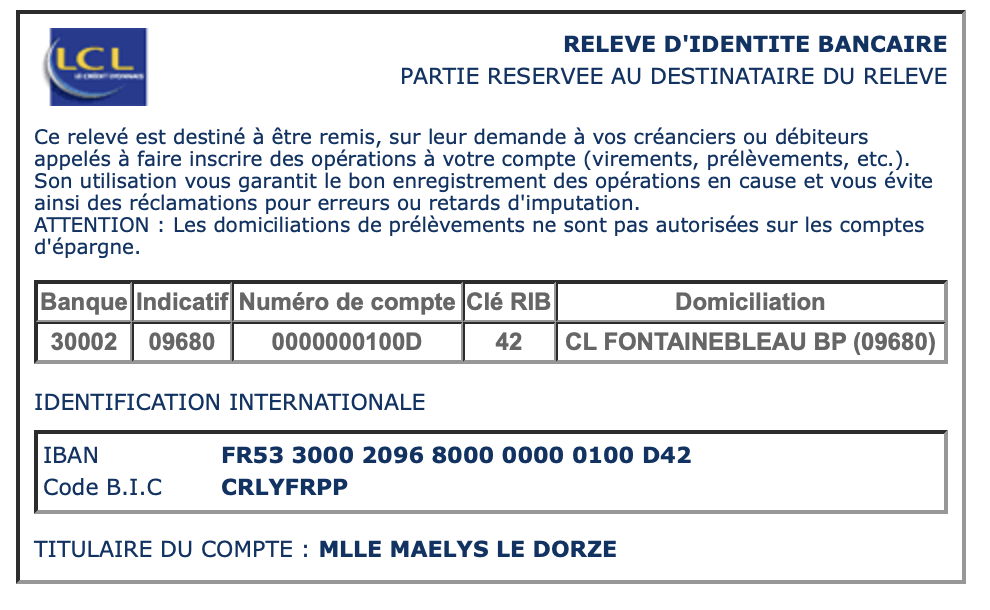 LCL
LE CRÉDIT LYONNAIS
RELEVE D'IDENTITE BANCAIRE
PARTIE RESERVEE AU DESTINATAIRE DU RELEVE
Ce relevé est destiné à être remis, sur leur demande à vos créanciers ou débiteurs
appelés à faire inscrire des opérations à votre compte (virements, prélèvements, etc.).
Son utilisation vous garantit le bon enregistrement des opérations en cause et vous évite
ainsi des réclamations pour erreurs ou retards d'imputation.
ATTENTION : Les domiciliations de prélèvements ne sont pas autorisées sur les comptes
d'épargne.
Banque Indicatif Numéro de compte Clé RIB Domiciliation
30002 09680 0000000100D 42 CL FONTAINEBLEAU BP (09680)
IDENTIFICATION INTERNATIONALE
IBAN FR53 3000 2096 8000 0000 0100 D42
Code B.I.C CRLYFRPP
TITULAIRE DU COMPTE : MLLE MAELYS LE DORZE